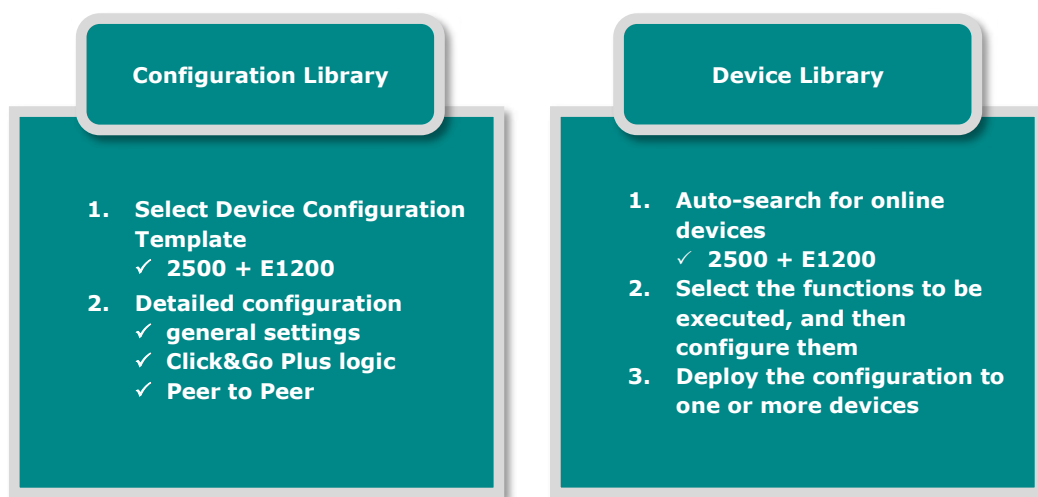 Configuration Library
1. Select Device Configuration
Template
✓ 2500 + E1200
2. Detailed configuration
✓ general settings
✓ Click&Go Plus logic
✓ Peer to Peer
Device Library
1. Auto-search for online
devices
✓ 2500 + E1200
2. Select the functions to be
executed, and then
configure them
3. Deploy the configuration to
one or more devices